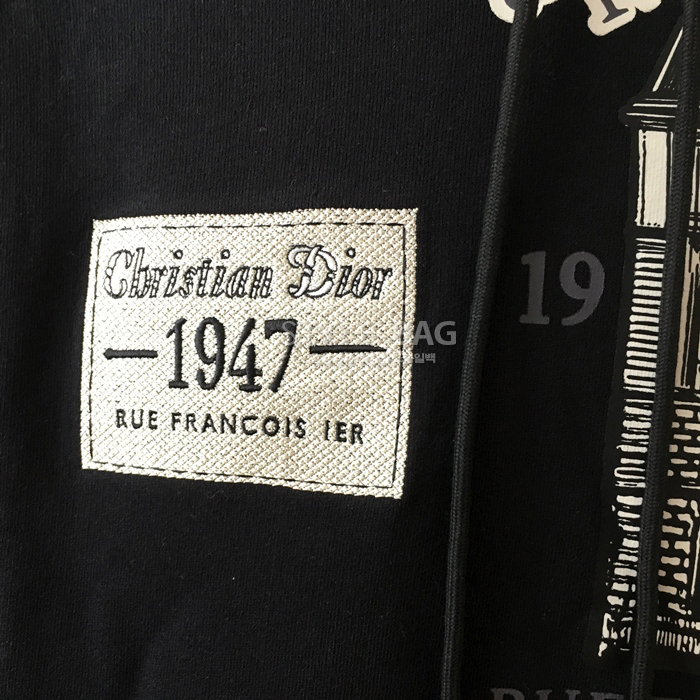 Christian Dior
1947
RUE FRANCOIS IER
19